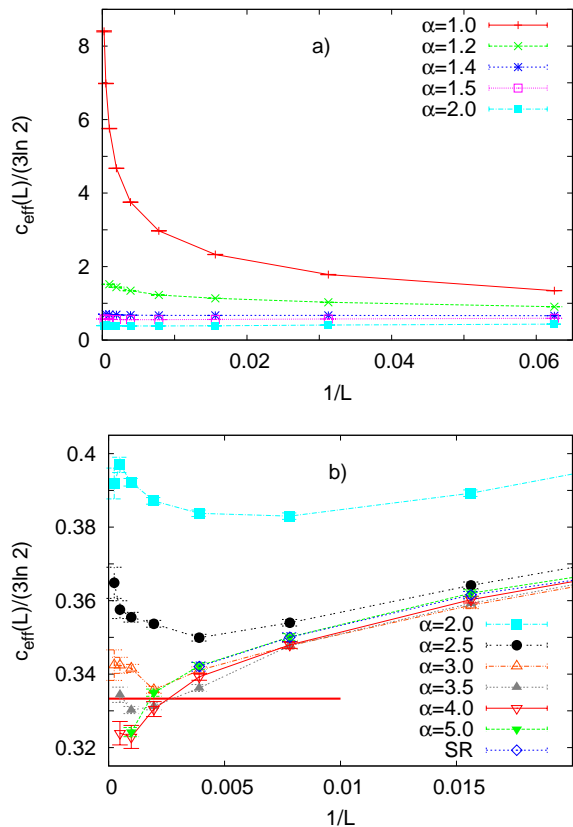 a)
α=1.0
α=1.2
α=1.4
α=1.5
α=2.0
8
6
4
2
0
c_eff(L)/(3ln 2)
0 0.02 0.04 0.06
1/L
b)
0.4
0.38
0.36
0.34
0.32
c_eff(L)/(3ln 2)
α=2.0
α=2.5
α=3.0
α=3.5
α=4.0
α=5.0
SR
0 0.005 0.01 0.015
1/L